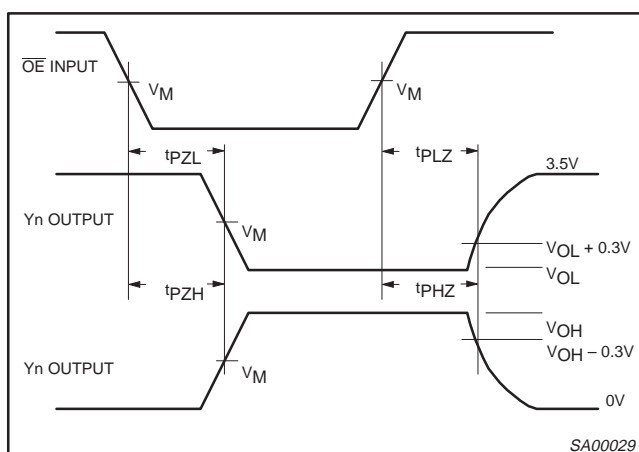 OE INPUT
VM
VM
tPZL
tPLZ
3.5V
Yn OUTPUT
VM
VOL + 0.3V
VOL
tPZH
tPHZ
VOH
VOH – 0.3V
Yn OUTPUT
VM
0V
SA00029